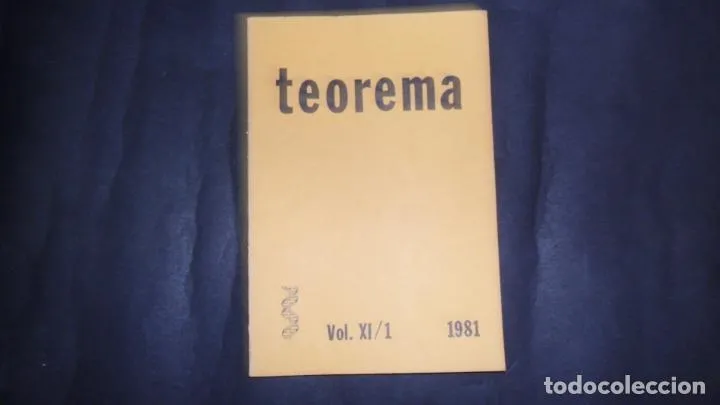 teorema
Vol. XI/1 1981
todocoleccion